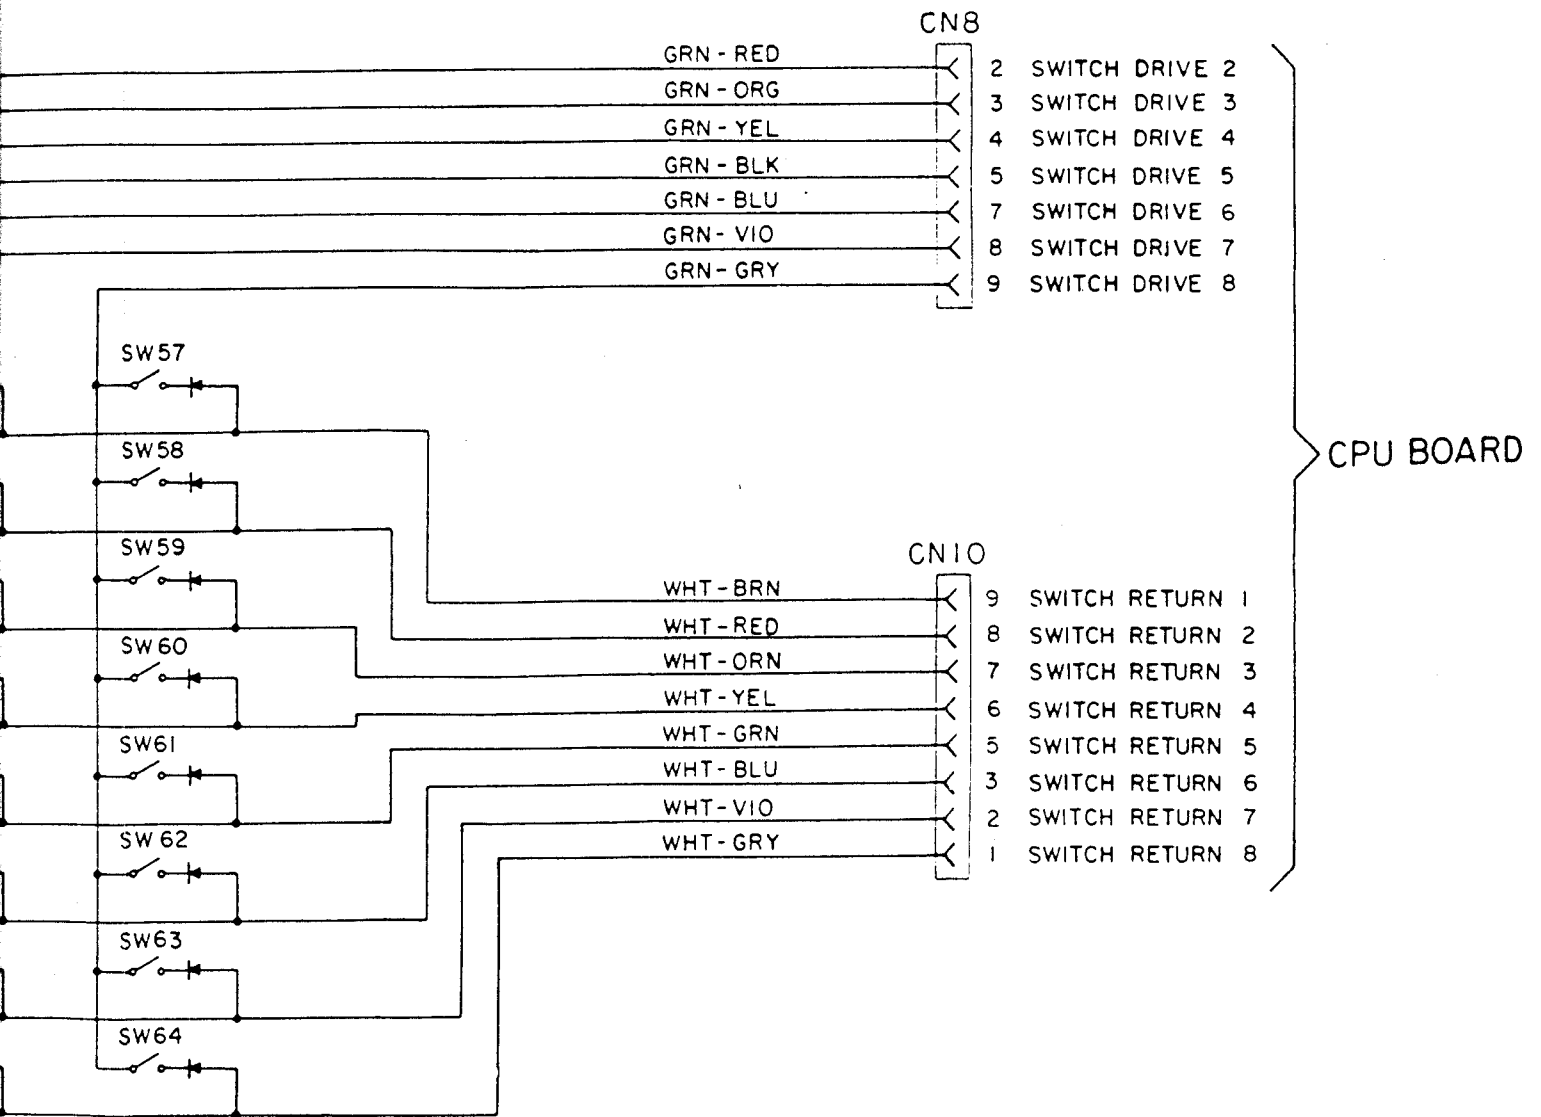 CN8
GRN-RED 2 SWITCH DRIVE 2
GRN-ORG 3 SWITCH DRIVE 3
GRN-YEL 4 SWITCH DRIVE 4
GRN-BLK 5 SWITCH DRIVE 5
GRN-BLU 7 SWITCH DRIVE 6
GRN-VIO 8 SWITCH DRIVE 7
GRN-GRY 9 SWITCH DRIVE 8
SW57
CPU BOARD
SW58
SW59
CN10
WHT-BRN 9 SWITCH RETURN 1
WHT-RED 8 SWITCH RETURN 2
SW60
WHT-ORN 7 SWITCH RETURN 3
WHT-YEL 6 SWITCH RETURN 4
SW61
WHT-GRN 5 SWITCH RETURN 5
WHT-BLU 3 SWITCH RETURN 6
WHT-VIO 2 SWITCH RETURN 7
SW62
WHT-GRY 1 SWITCH RETURN 8
SW63
SW64